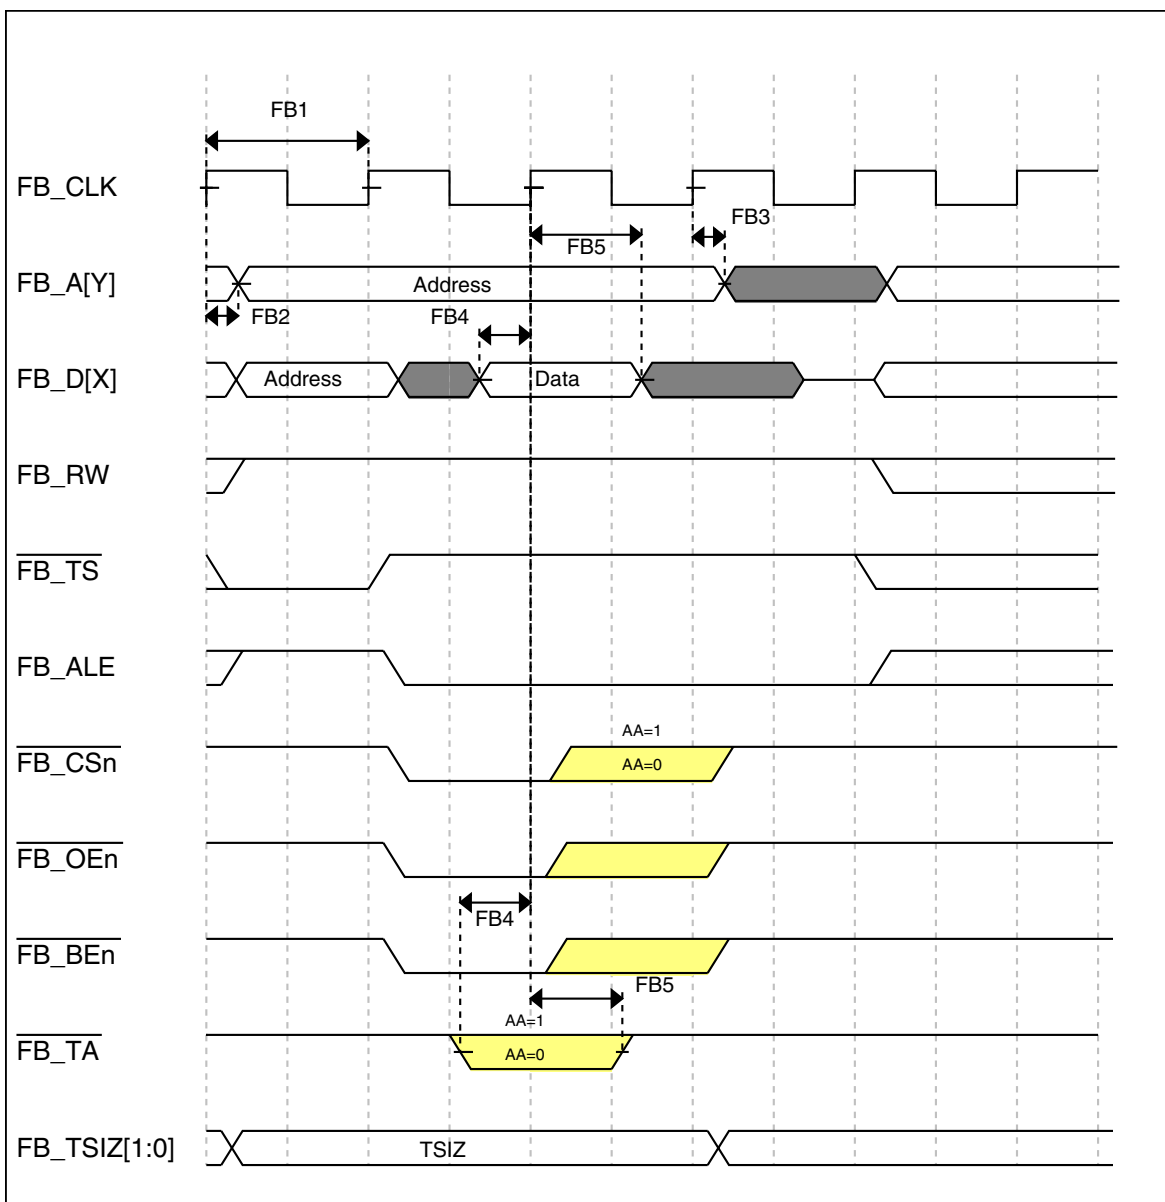 FB1
FB_CLK
FB3
FB5
FB_A[Y]
Address
FB2
FB4
FB_D[X]
Address
Data
FB_RW
FB_TS
FB_ALE
AA=1
FB_CSn
AA=0
FB_OEn
FB4
FB_BEn
FB5
AA=1
FB_TA
AA=0
FB_TSIZ[1:0]
TSIZ